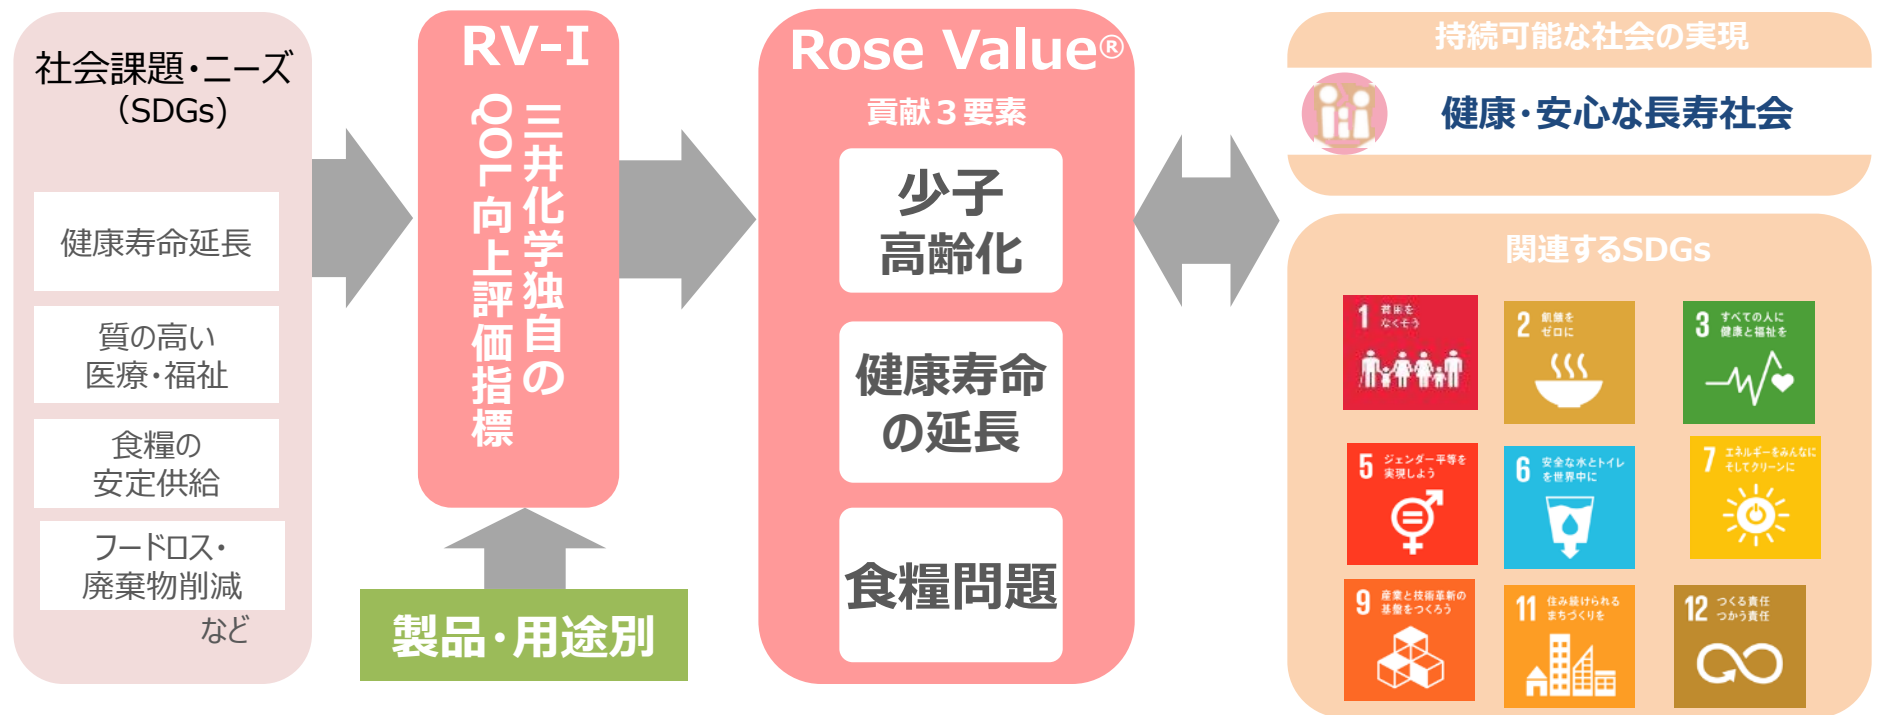 社会課題・ニーズ
（SDGs)
健康寿命延長
質の高い
医療・福祉
食糧の
安定供給
フードロス・
廃棄物削減
など
RV-I
三井化学独自の
QOL向上評価指標
製品・用途別
Rose Value®
貢献３要素
少子
高齢化
健康寿命
の延長
食糧問題
持続可能な社会の実現
健康・安心な長寿社会
関連するSDGs
1 貧困を
なくそう
2 飢餓を
ゼロに
3 すべての人に
健康と福祉を
5 ジェンダー平等を
実現しよう
6 安全な水とトイレ
を世界中に
7 エネルギーをみんなに
そしてクリーンに
9 産業と技術革新の
基盤をつくろう
11 住み続けられる
まちづくりを
12 つくる責任
つかう責任